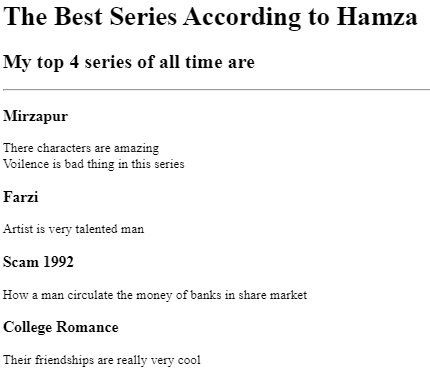 The Best Series According to Hamza
My top 4 series of all time are
Mirzapur
There characters are amazing
Voilence is bad thing in this series
Farzi
Artist is very talented man
Scam 1992
How a man circulate the money of banks in share market
College Romance
Their friendships are really very cool